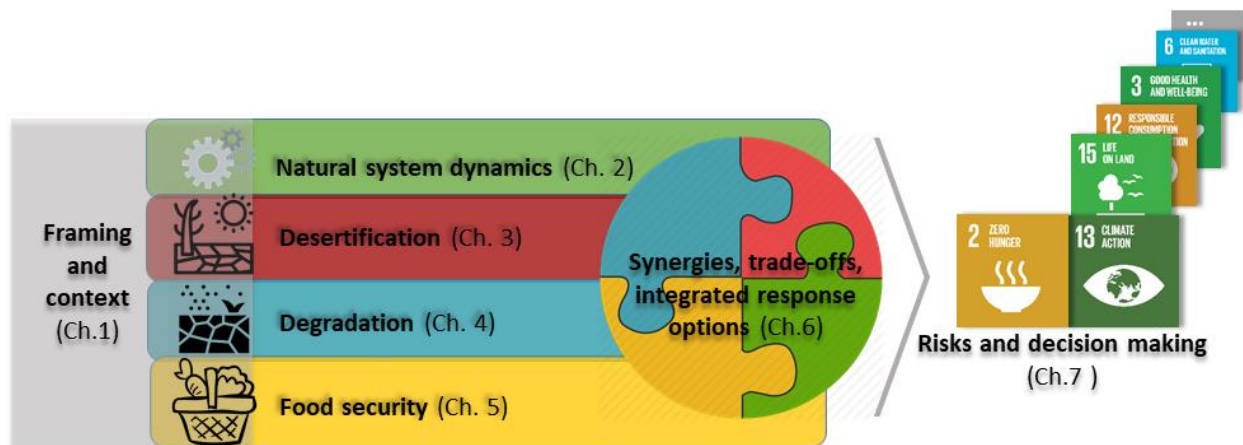 Framing
and
context
(Ch.1)
Natural system dynamics (Ch. 2)
Desertification (Ch. 3)
Degradation (Ch. 4)
Food security (Ch. 5)
Synergies, trade-offs,
integrated response
options (Ch.6)
...
6 CLEAN WATER
AND SANITATION
3 GOOD HEALTH
AND WELL-BEING
12 RESPONSIBLE
CONSUMPTION
15 LIFE
ON LAND
2 ZERO
HUNGER
13 CLIMATE
ACTION
Risks and decision making
(Ch.7 )